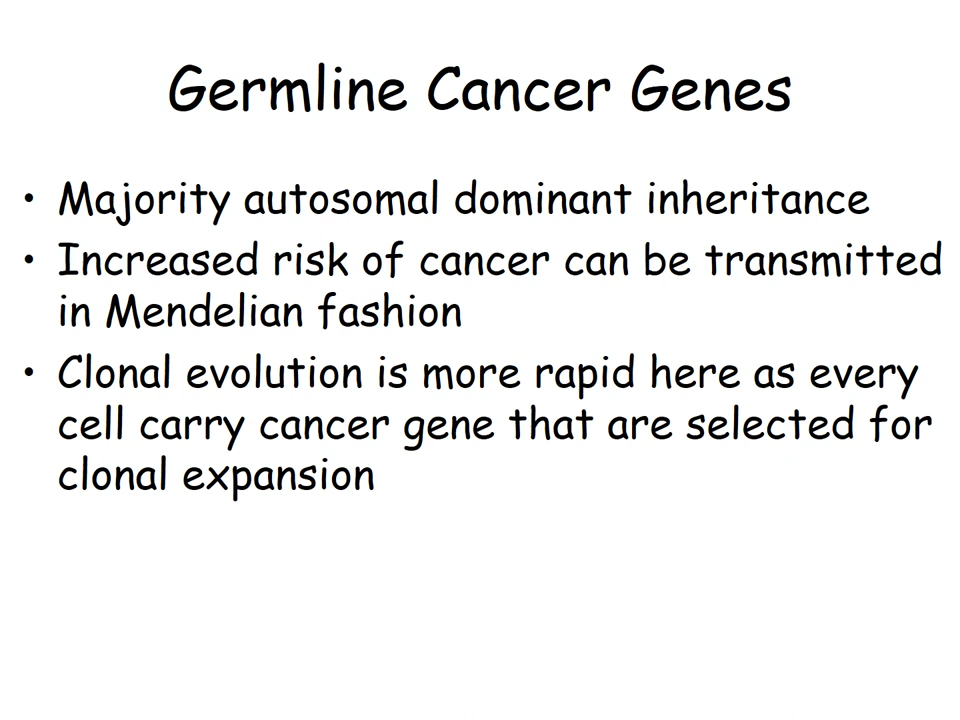 Germline Cancer Genes
• Majority autosomal dominant inheritance
• Increased risk of cancer can be transmitted
in Mendelian fashion
• Clonal evolution is more rapid here as every
cell carry cancer gene that are selected for
clonal expansion